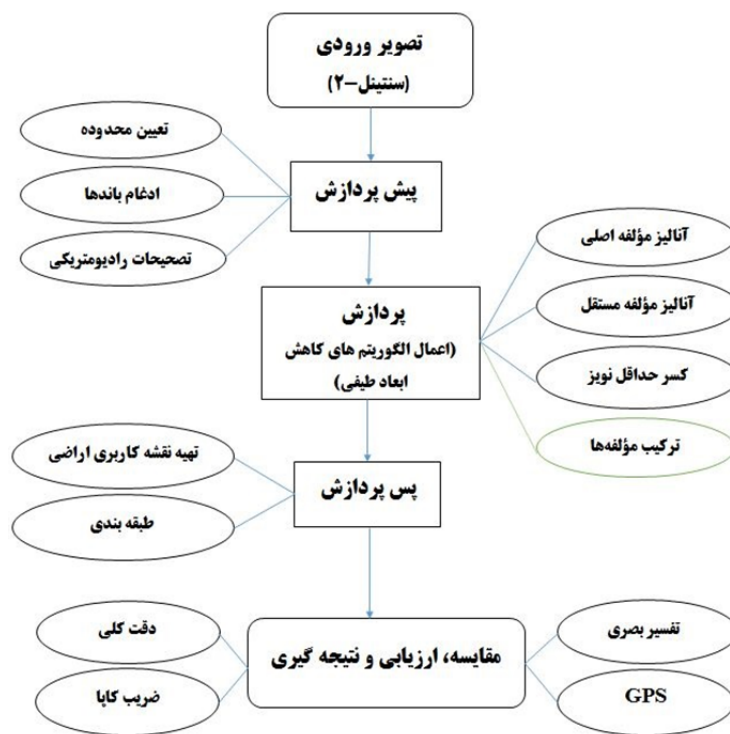 تصویر ورودی
(سنتینل-۲)
تعیین محدوده
ادغام باندها
تصحیحات رادیومتریکی
پیش پردازش
آنالیز مؤلفه اصلی
آنالیز مؤلفه مستقل
کسر حداقل نویز
ترکیب مؤلفه‌ها
پردازش
(اعمال الگوریتم های کاهش
ابعاد طیفی)
تهیه نقشه کاربری اراضی
طبقه بندی
پس پردازش
تفسیر بصری
GPS
مقایسه، ارزیابی و نتیجه گیری
دقت کلی
ضریب کاپا